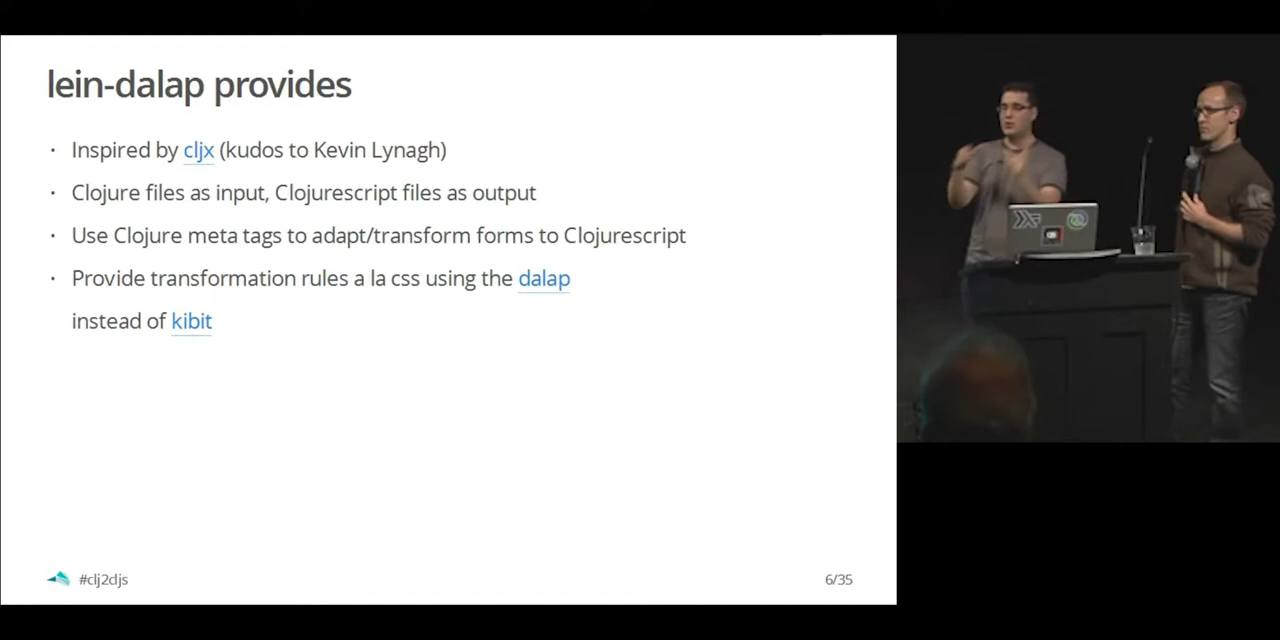 lein-dalap provides
· Inspired by cljx (kudos to Kevin Lynagh)
· Clojure files as input, Clojurescript files as output
· Use Clojure meta tags to adapt/transform forms to Clojurescript
· Provide transformation rules a la css using the dalap
instead of kibit
#clj2cljs
6/35